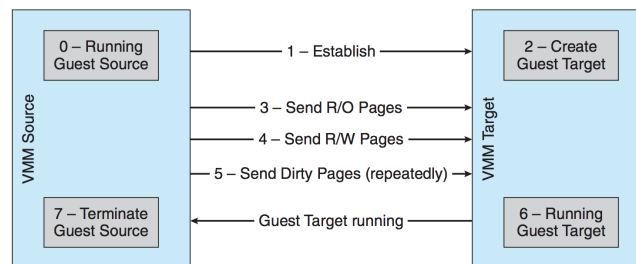 0 – Running
Guest Source
1 – Establish
2 – Create
Guest Target
VMM Source
3 – Send R/O Pages
4 – Send R/W Pages
5 – Send Dirty Pages (repeatedly)
VMM Target
7 – Terminate
Guest Source
Guest Target running
6 – Running
Guest Target